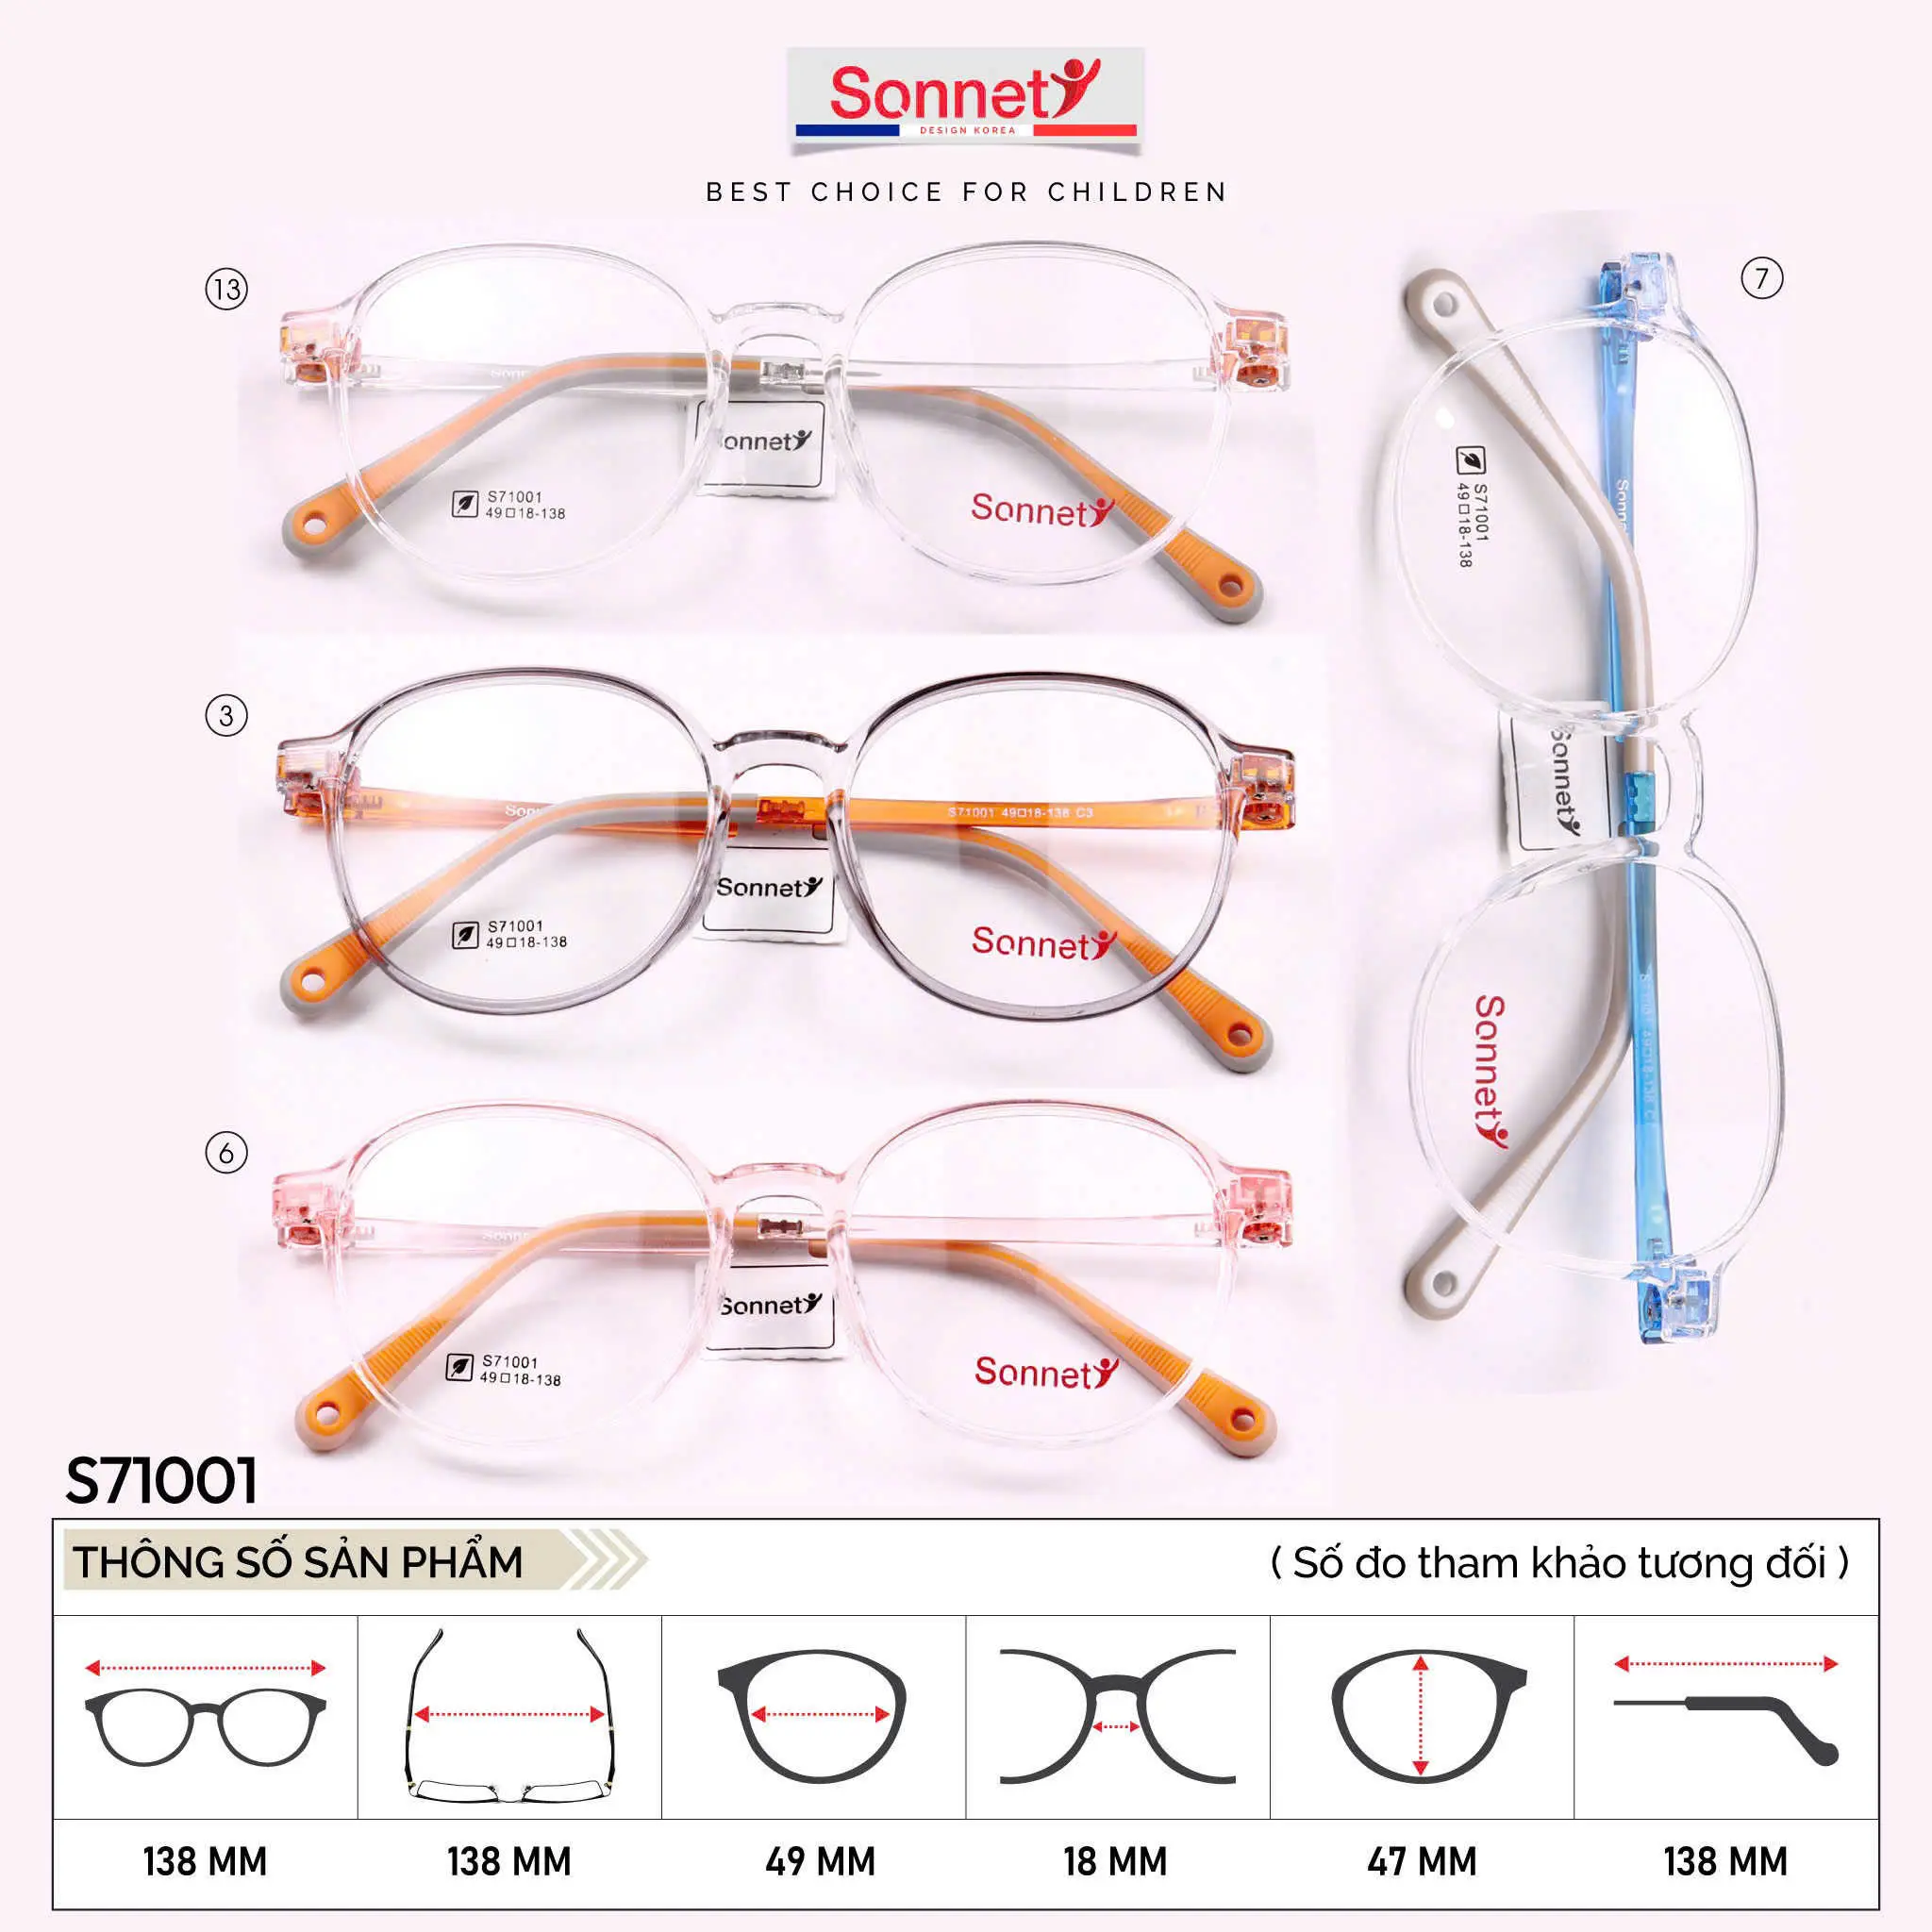 Sonnet
DESIGN KOREA
BEST CHOICE FOR CHILDREN
13
Sonnet
S71001
49□18-138
Sonnet
7
S71001
49□18-138
Sonnet
Sonnet
3
S71001 49□18-138 C3
Sonnet
S71001
49□18-138
Sonnet
6
Sonnet
S71001
49□18-138
Sonnet
S71001
THÔNG SỐ SẢN PHẨM
( Số đo tham khảo tương đối )
138 MM
138 MM
49 MM
18 MM
47 MM
138 MM